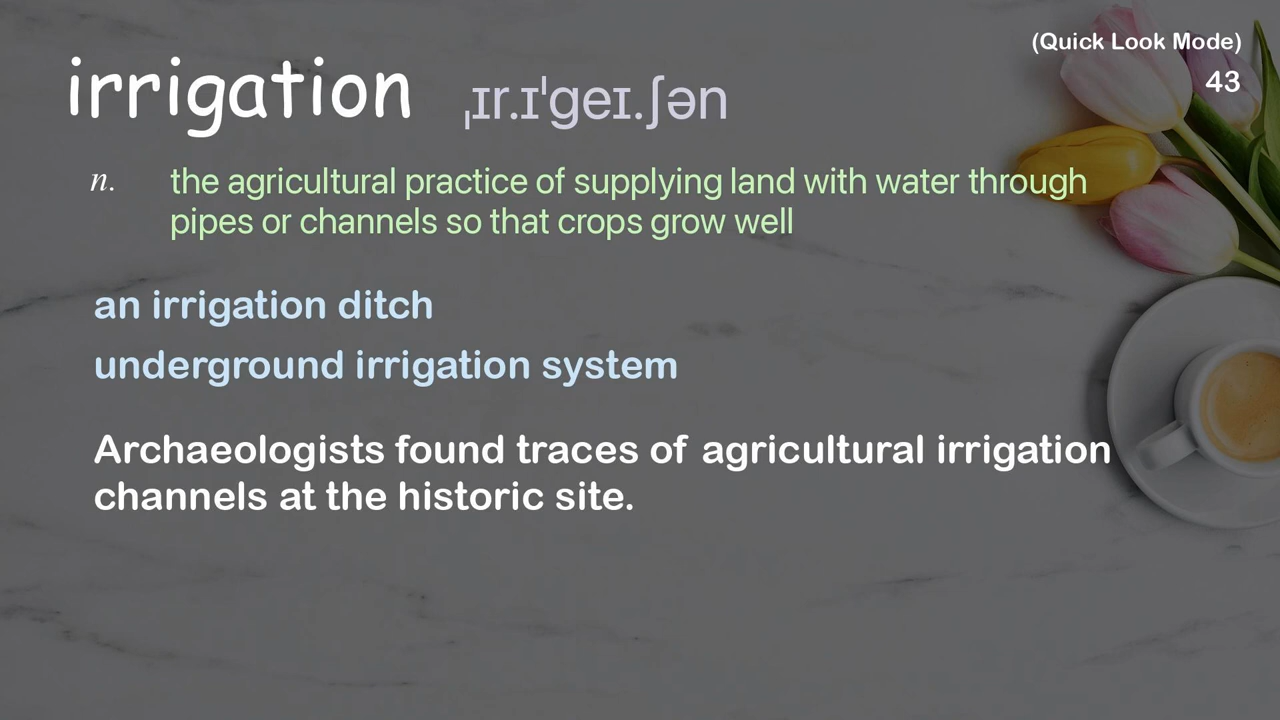 (Quick Look Mode)
irrigation ˌɪr.ɪˈɡeɪ.ʃən
43
n. the agricultural practice of supplying land with water through
pipes or channels so that crops grow well
an irrigation ditch
underground irrigation system
Archaeologists found traces of agricultural irrigation
channels at the historic site.